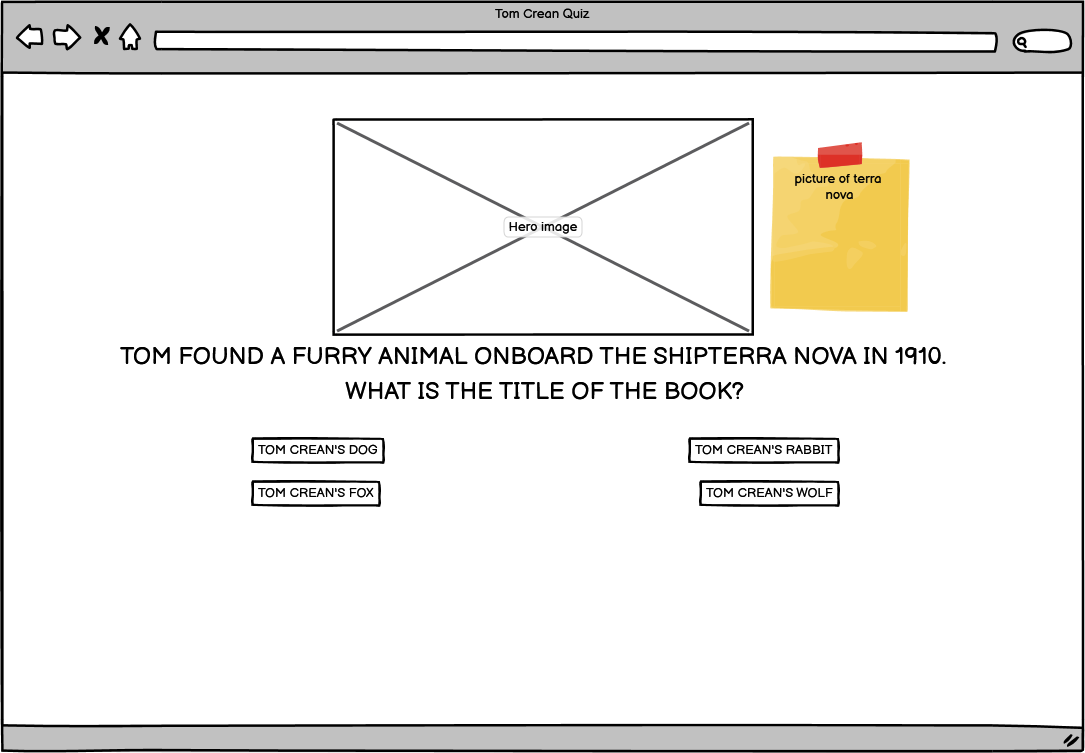 Tom Crean Quiz
Hero image
picture of terra
nova
TOM FOUND A FURRY ANIMAL ONBOARD THE SHIPTERRA NOVA IN 1910.
WHAT IS THE TITLE OF THE BOOK?
TOM CREAN'S DOG
TOM CREAN'S RABBIT
TOM CREAN'S FOX
TOM CREAN'S WOLF